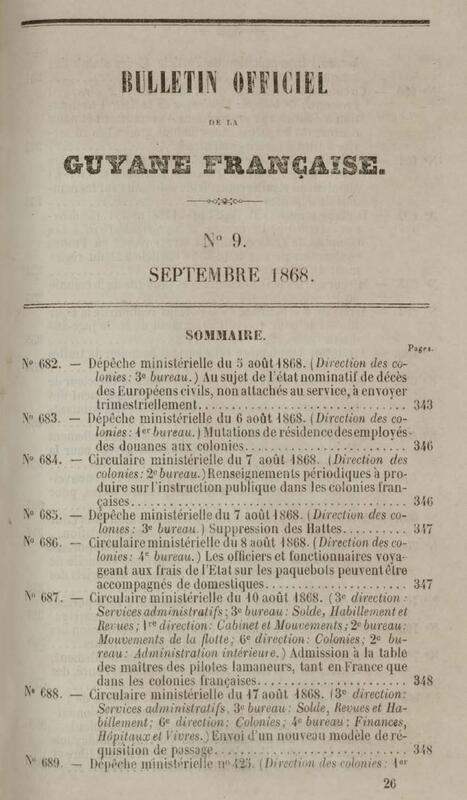 BULLETIN OFFICIEL
DE LA
GUYANE FRANÇAISE.
N° 9.
SEPTEMBRE 1868.
SOMMAIRE.
Pages.
N° 682. — Dépêche ministérielle du 5 août 1868. (Direction des co-
lonies: 3e bureau.) Au sujet de l'état nominatif de décès
des Européens civils, non attachés au service, à envoyer
trimestriellement.......... 343
N° 683. — Dépêche ministérielle du 6 août 1868. (Direction des co-
lonies: 1er bureau.) Mutations de résidence des employés
des douanes aux colonies.......... 346
N° 684. — Circulaire ministérielle du 7 août 1868. (Direction des
colonies: 2e bureau.) Renseignements périodiques à pro-
duire sur l'instruction publique dans les colonies fran-
çaises.......... 346
N° 685. — Dépêche ministérielle du 7 août 1868. (Direction des co-
lonies: 3e bureau.) Suppression des Hattes.......... 347
N° 686. — Circulaire ministérielle du 8 août 1868. (Direction des co-
lonies: 4e bureau.) Les officiers et fonctionnaires voya-
geant aux frais de l'Etat sur les paquebots peuvent être
accompagnés de domestiques.......... 347
N° 687. — Circulaire ministérielle du 10 août 1868. (3e direction:
Services administratifs; 3e bureau: Solde, Habillement et
Revues; 1re direction: Cabinet et Mouvements; 2e bureau:
Mouvements de la flotte; 6e direction: Colonies; 2e bu-
reau: Administration intérieure.) Admission à la table
des maîtres des pilotes lamaneurs, tant en France que
dans les colonies françaises.......... 348
N° 688. — Circulaire ministérielle du 17 août 1868. (3e direction:
Services administratifs, 3e bureau: Solde, Revues et Ha-
billement; 6e direction: Colonies; 4e bureau: Finances,
Hôpitaux et Vivres.) Envoi d'un nouveau modèle de ré-
quisition de passage.......... 348
N° 689. — Dépêche ministérielle n° 425. (Direction des colonies: 1er
26